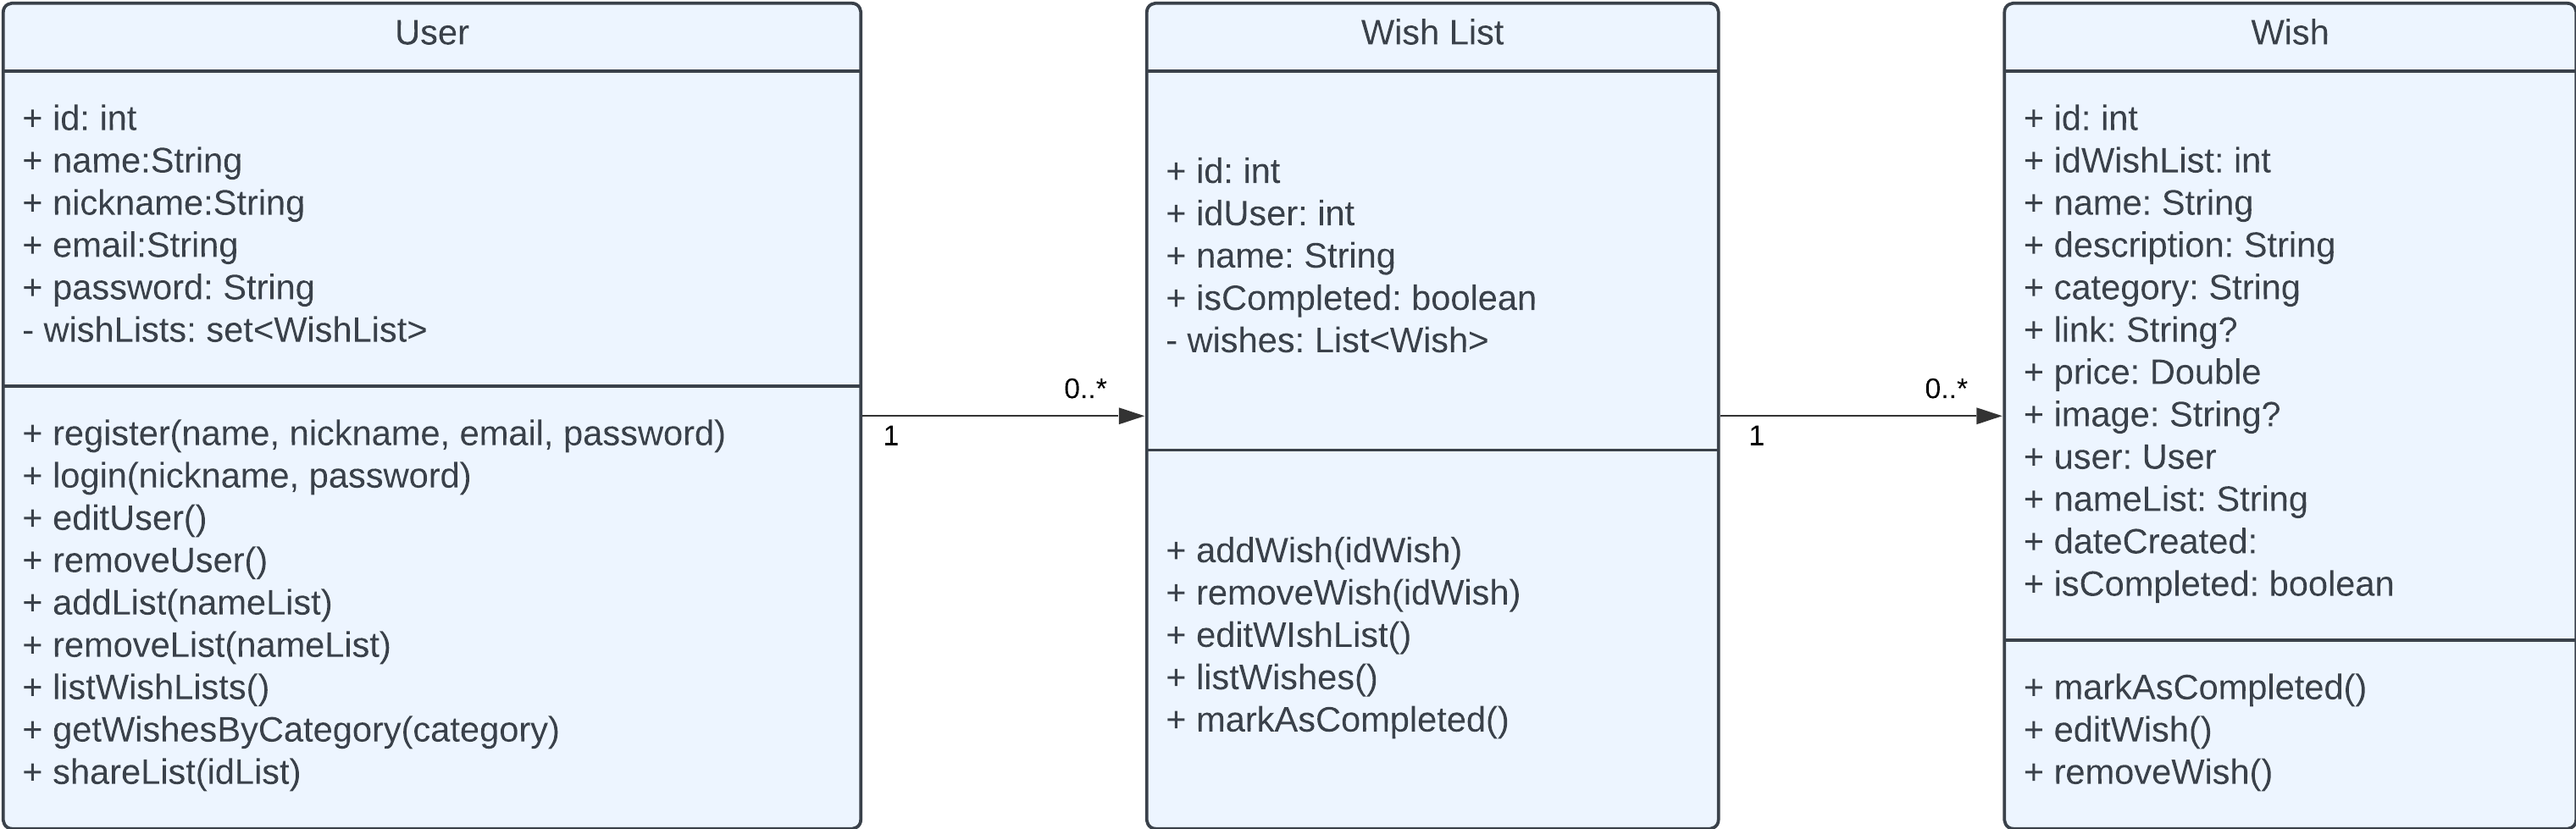 User
+ id: int
+ name:String
+ nickname:String
+ email:String
+ password: String
- wishLists: set<WishList>
+ register(name, nickname, email, password)
+ login(nickname, password)
+ editUser()
+ removeUser()
+ addList(nameList)
+ removeList(nameList)
+ listWishLists()
+ getWishesByCategory(category)
+ shareList(idList)
0..*
1
Wish List
+ id: int
+ idUser: int
+ name: String
+ isCompleted: boolean
- wishes: List<Wish>
+ addWish(idWish)
+ removeWish(idWish)
+ editWIshList()
+ listWishes()
+ markAsCompleted()
0..*
1
Wish
+ id: int
+ idWishList: int
+ name: String
+ description: String
+ category: String
+ link: String?
+ price: Double
+ image: String?
+ user: User
+ nameList: String
+ dateCreated:
+ isCompleted: boolean
+ markAsCompleted()
+ editWish()
+ removeWish()